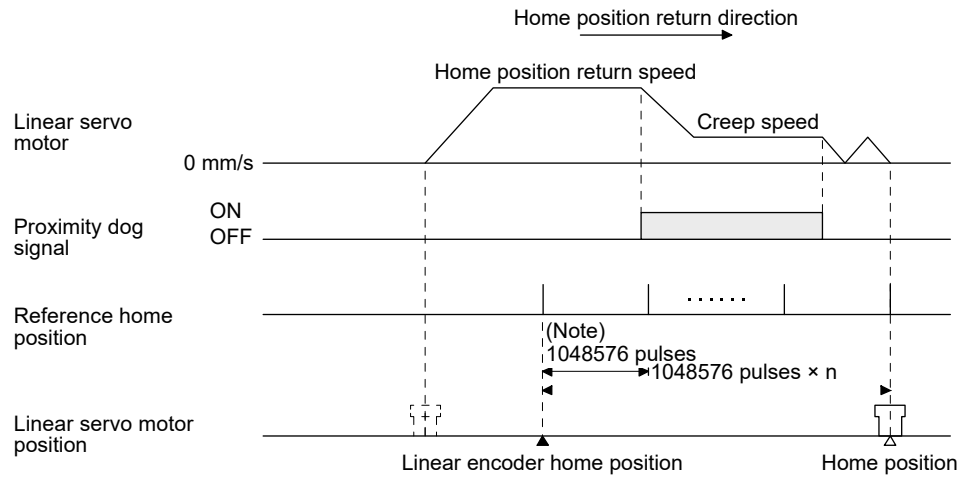 Home position return direction
Home position return speed
Linear servo
motor
Creep speed
0 mm/s
ON
Proximity dog
signal
OFF
Reference home
position
(Note)
1048576 pulses
1048576 pulses × n
Linear servo motor
position
Linear encoder home position
Home position